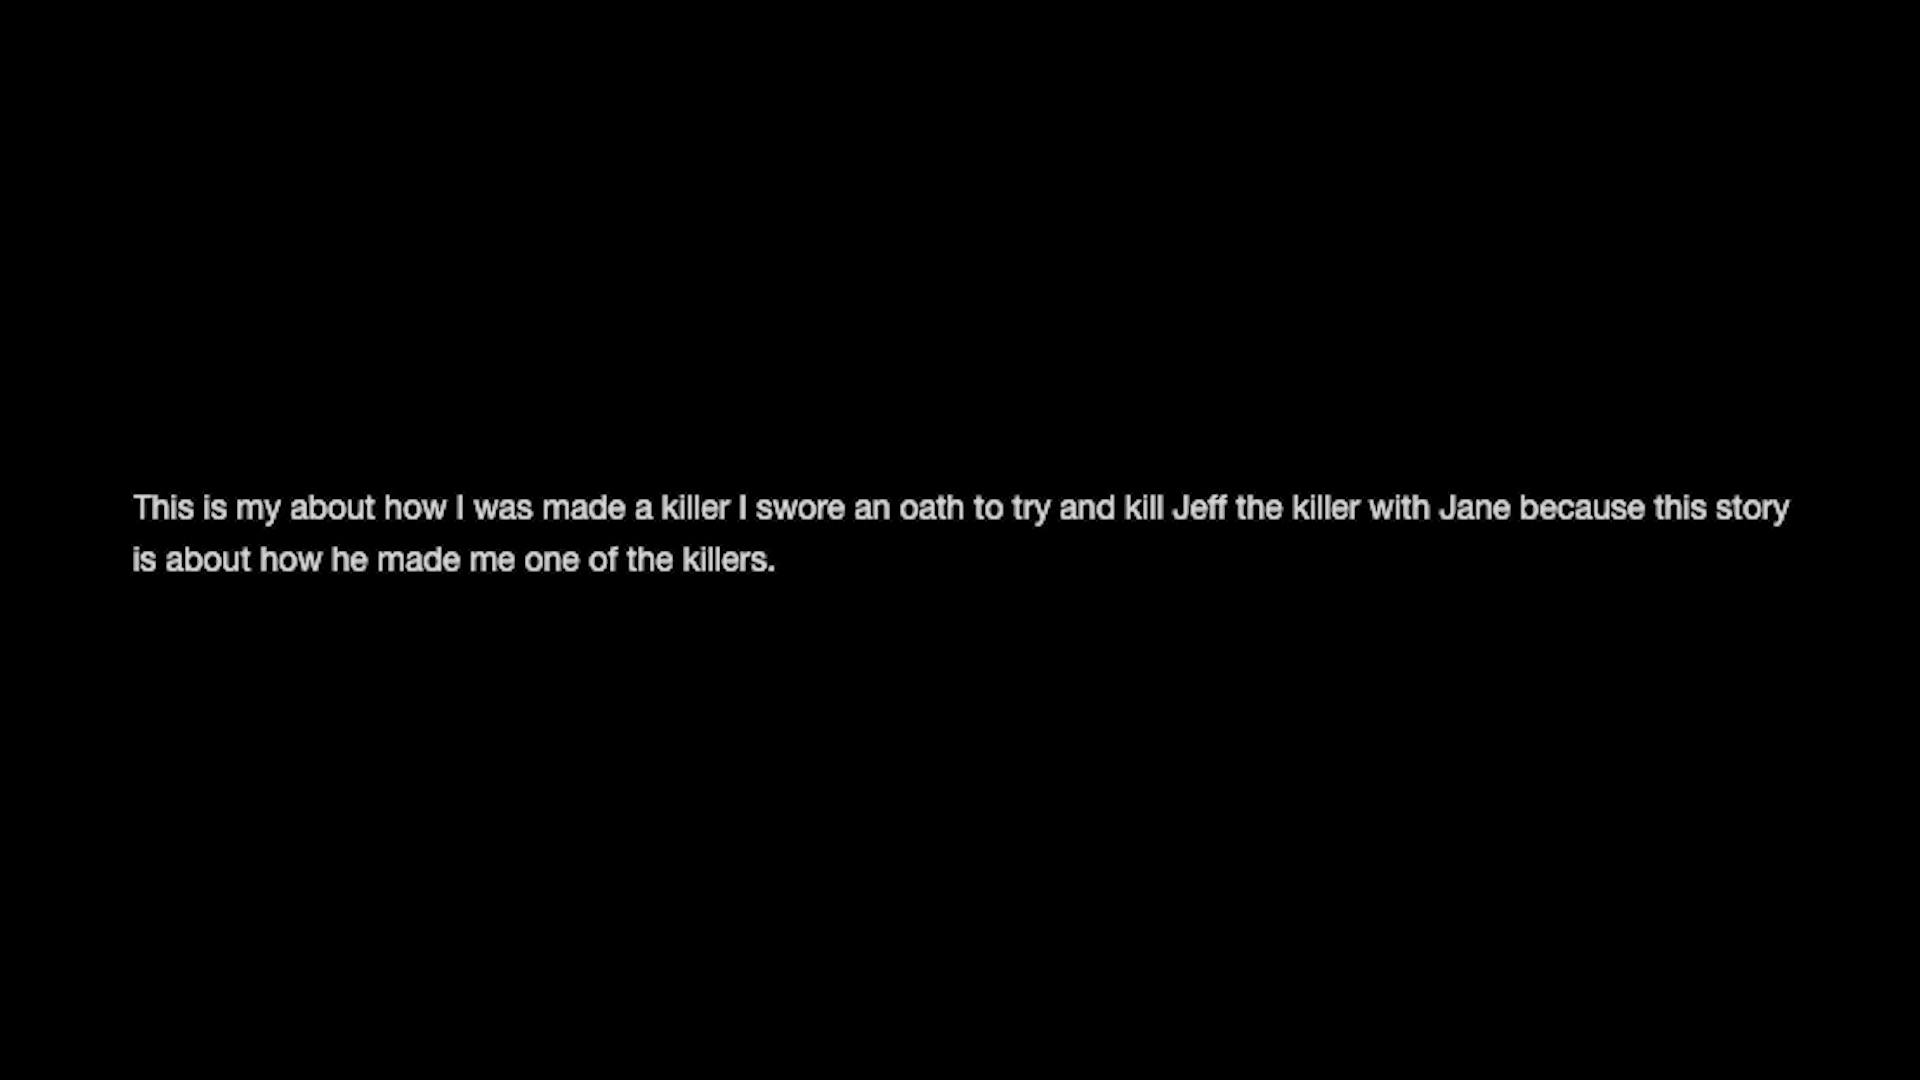 This is my about how I was made a killer I swore an oath to try and kill Jeff the killer with Jane because this story
is about how he made me one of the killers.